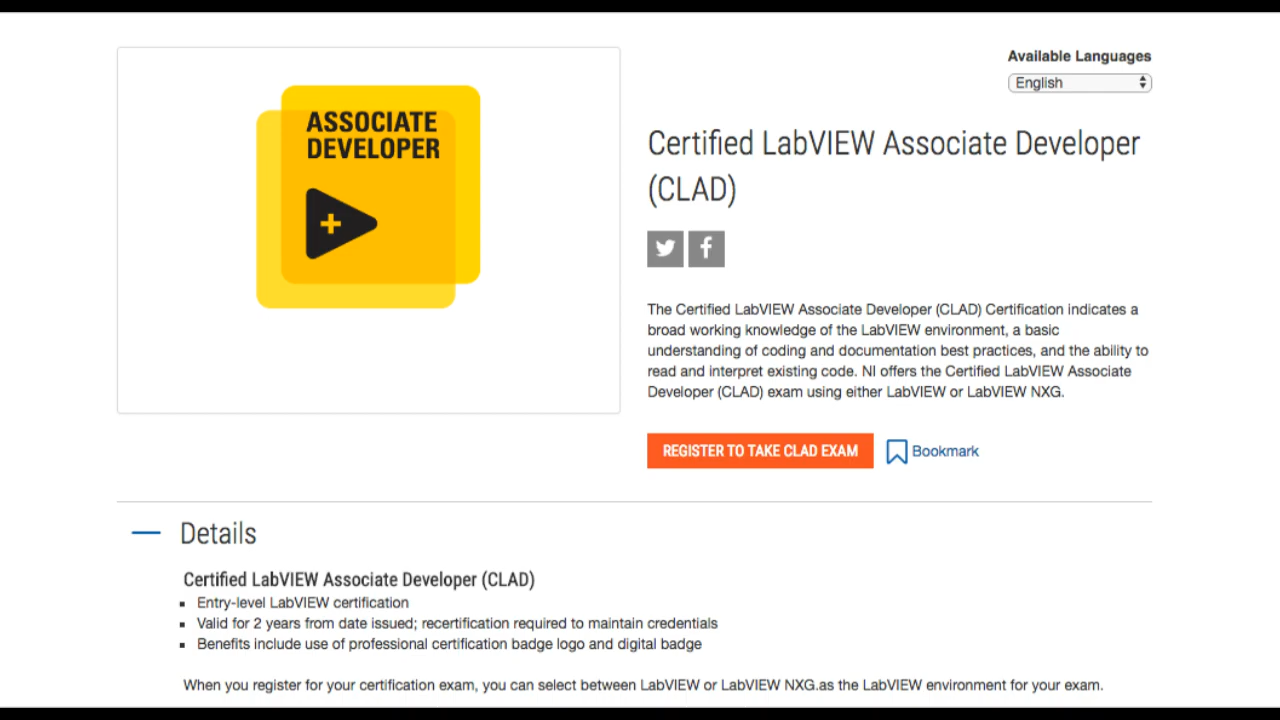 ASSOCIATE
DEVELOPER
Available Languages
English
Certified LabVIEW Associate Developer
(CLAD)
The Certified LabVIEW Associate Developer (CLAD) Certification indicates a
broad working knowledge of the LabVIEW environment, a basic
understanding of coding and documentation best practices, and the ability to
read and interpret existing code. NI offers the Certified LabVIEW Associate
Developer (CLAD) exam using either LabVIEW or LabVIEW NXG.
REGISTER TO TAKE CLAD EXAM
Bookmark
Details
Certified LabVIEW Associate Developer (CLAD)
Entry-level LabVIEW certification
Valid for 2 years from date issued; recertification required to maintain credentials
Benefits include use of professional certification badge logo and digital badge
When you register for your certification exam, you can select between LabVIEW or LabVIEW NXG.as the LabVIEW environment for your exam.